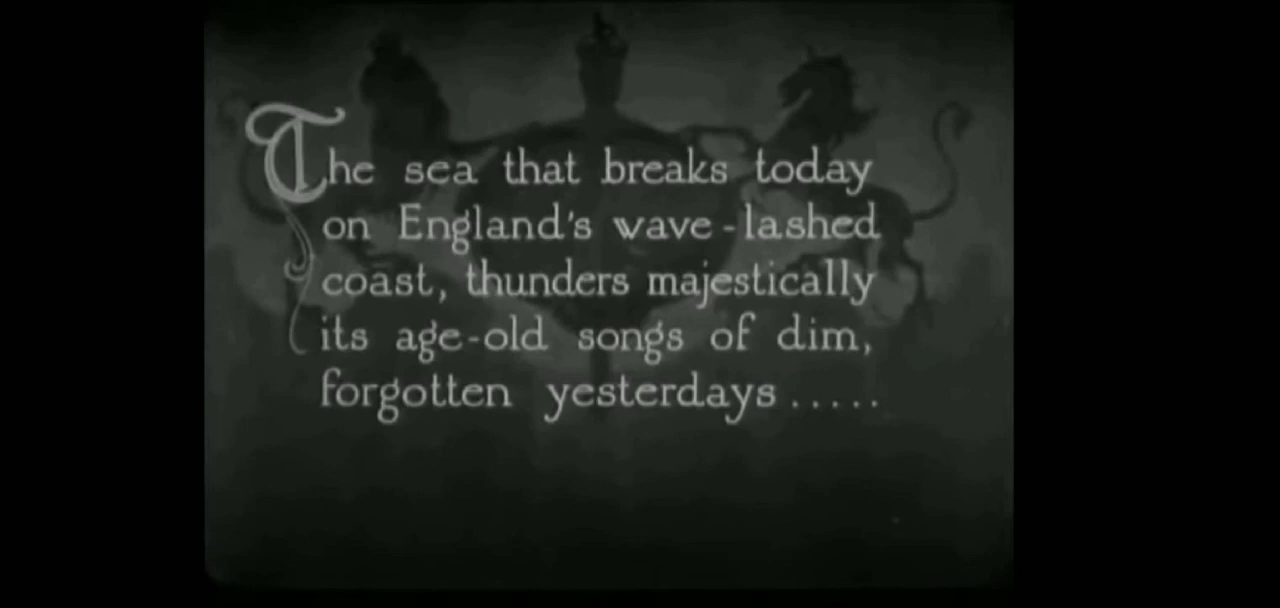 The sea that breaks today
on England's wave-lashed
coast, thunders majestically
its age-old songs of dim,
forgotten yesterdays.....